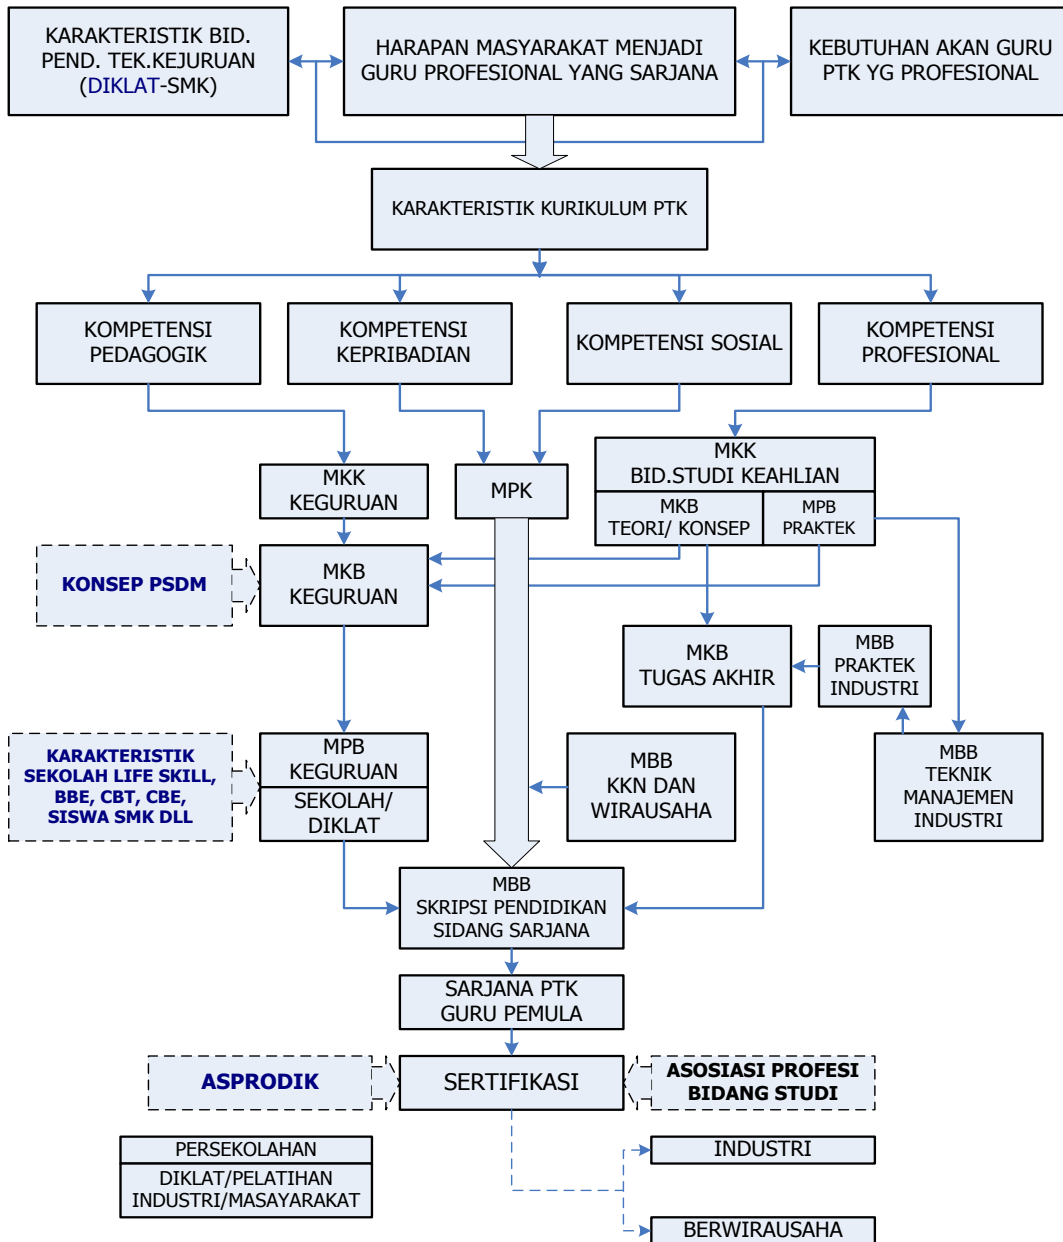 KARAKTERISTIK BID.
PEND. TEK.KEJURUAN
(DIKLAT-SMK)
HARAPAN MASYARAKAT MENJADI
GURU PROFESIONAL YANG SARJANA
KEBUTUHAN AKAN GURU
PTK YG PROFESIONAL
KARAKTERISTIK KURIKULUM PTK
KOMPETENSI
PEDAGOGIK
KOMPETENSI
KEPRIBADIAN
KOMPETENSI SOSIAL
KOMPETENSI
PROFESIONAL
MKK
KEGURUAN
MPK
MKK
BID.STUDI KEAHLIAN
MKB
TEORI/ KONSEP
MPB
PRAKTEK
KONSEP PSDM
MKB
KEGURUAN
MKB
TUGAS AKHIR
MBB
PRAKTEK
INDUSTRI
KARAKTERISTIK
SEKOLAH LIFE SKILL,
BBE, CBT, CBE,
SISWA SMK DLL
MPB
KEGURUAN
SEKOLAH/
DIKLAT
MBB
KKN DAN
WIRAUSAHA
MBB
TEKNIK
MANAJEMEN
INDUSTRI
MBB
SKRIPSI PENDIDIKAN
SIDANG SARJANA
SARJANA PTK
GURU PEMULA
ASPRODIK
SERTIFIKASI
ASOSIASI PROFESI
BIDANG STUDI
PERSEKOLAHAN
DIKLAT/PELATIHAN
INDUSTRI/MASAYARAKAT
INDUSTRI
BERWIRAUSAHA